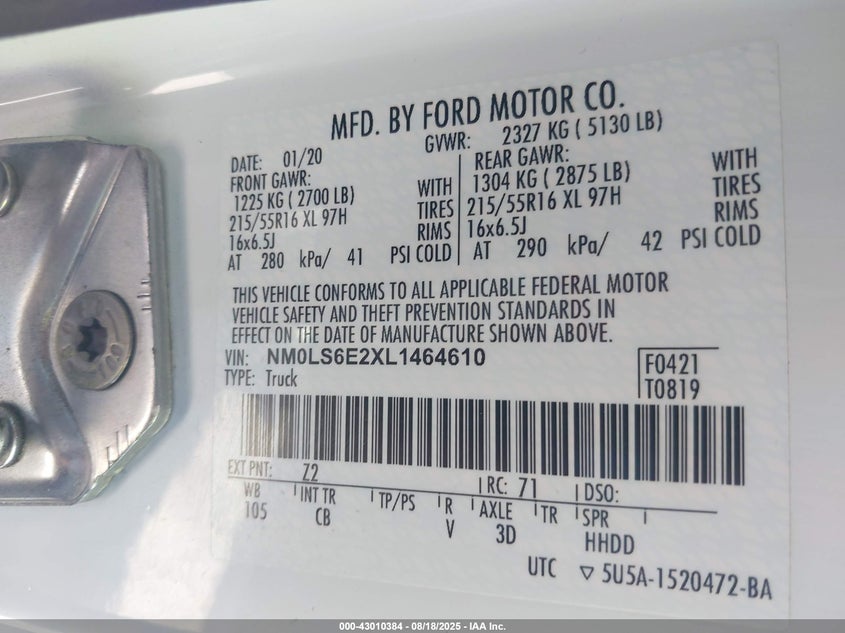 MFD. BY FORD MOTOR CO.
GVWR: 2327 KG ( 5130 LB)
DATE: 01/20
FRONT GAWR:
1225 KG ( 2700 LB) WITH
215/55R16 XL 97H TIRES
16x6.5J RIMS
AT 280 kPa/ 41 PSI COLD
REAR GAWR: WITH
1304 KG ( 2875 LB) TIRES
215/55R16 XL 97H RIMS
16x6.5J
AT 290 kPa/ 42 PSI COLD
THIS VEHICLE CONFORMS TO ALL APPLICABLE FEDERAL MOTOR
VEHICLE SAFETY AND THEFT PREVENTION STANDARDS IN
EFFECT ON THE DATE OF MANUFACTURE SHOWN ABOVE.
VIN: NM0LS6E2XL1464610
TYPE: Truck
F0421
T0819
EXT PNT: Z2 RC: 71 DSO:
WB INT TR TP/PS R AXLE TR SPR
105 CB V 3D HHDD
UTC ▽ 5U5A-1520472-BA
000-43010384 - 08/18/2025 - IAA Inc.